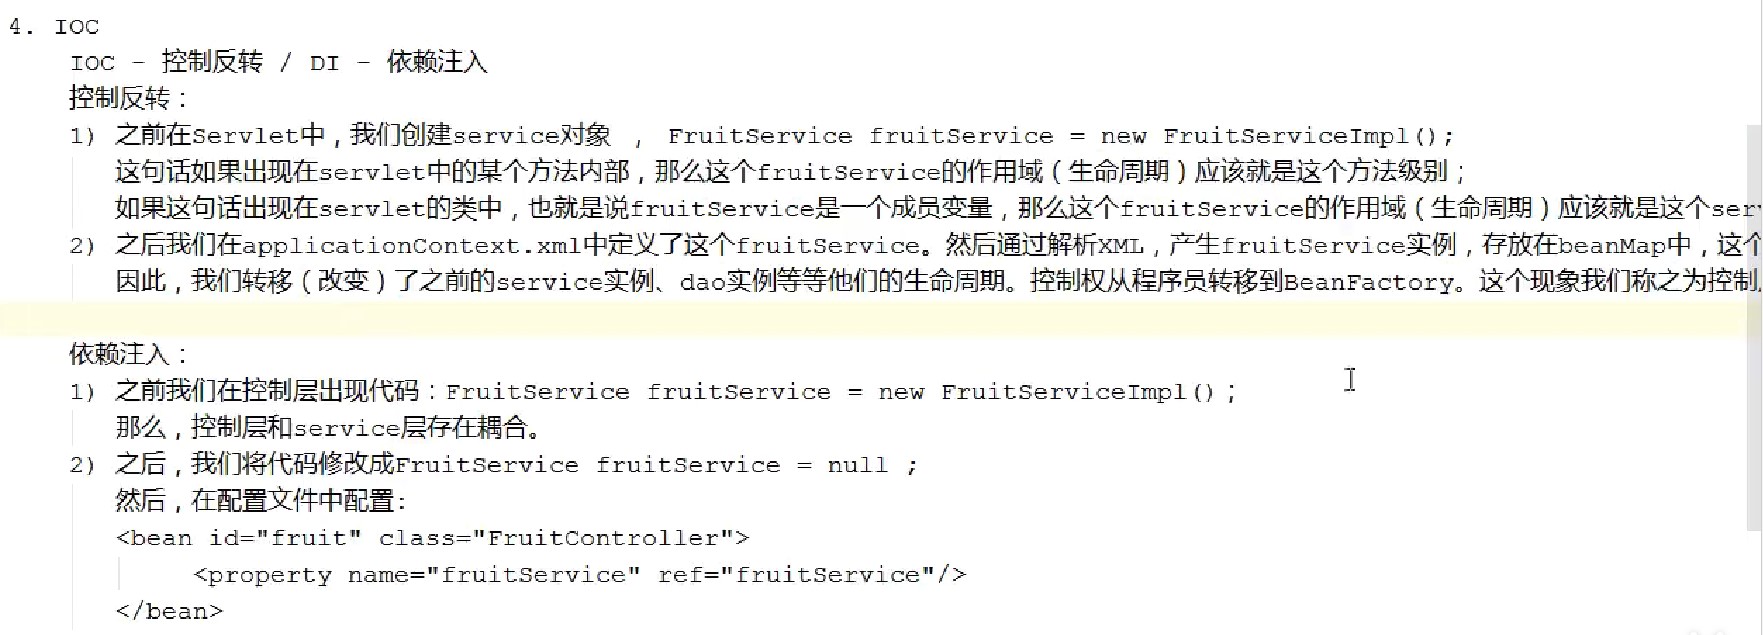 4. IOC
IOC - 控制反转 / DI - 依赖注入
控制反转：
1) 之前在Servlet中，我们创建service对象 ， FruitService fruitService = new FruitServiceImpl();
这句话如果出现在servlet中的某个方法内部，那么这个fruitService的作用域（生命周期）应该就是这个方法级别；
如果这句话出现在servlet的类中，也就是说fruitService是一个成员变量，那么这个fruitService的作用域（生命周期）应该就是这个ser
2) 之后我们在applicationContext.xml中定义了这个fruitService。然后通过解析XML，产生fruitService实例，存放在beanMap中，这个
因此，我们转移（改变）了之前的service实例、dao实例等等他们的生命周期。控制权从程序员转移到BeanFactory。这个现象我们称之为控制
依赖注入：
1) 之前我们在控制层出现代码：FruitService fruitService = new FruitServiceImpl()；
那么，控制层和service层存在耦合。
2) 之后，我们将代码修改成FruitService fruitService = null ；
然后，在配置文件中配置:
<bean id="fruit" class="FruitController">
<property name="fruitService" ref="fruitService"/>
</bean>